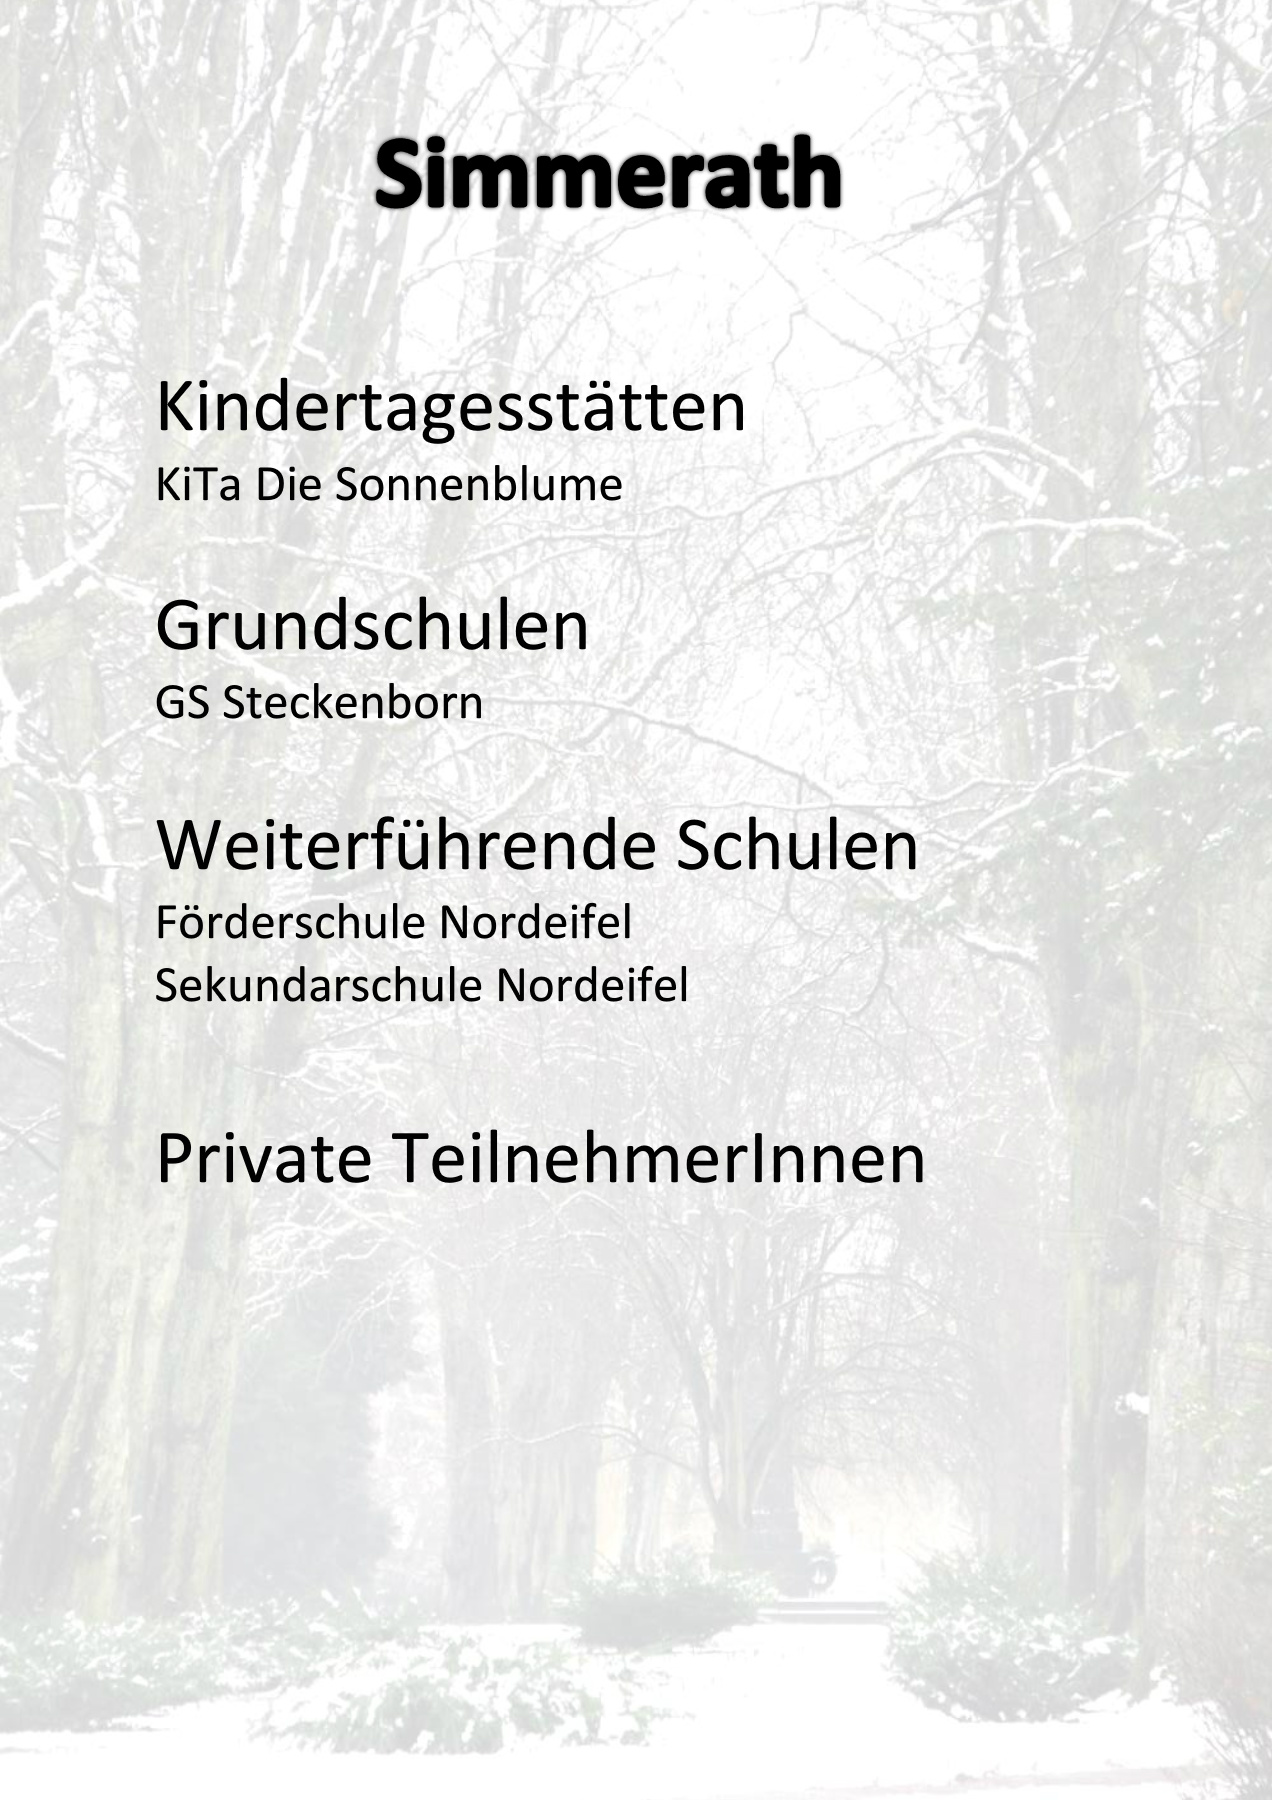 Simmerath
Kindertagesstätten
KiTa Die Sonnenblume
Grundschulen
GS Steckenborn
Weiterführende Schulen
Förderschule Nordeifel
Sekundarschule Nordeifel
Private TeilnehmerInnen